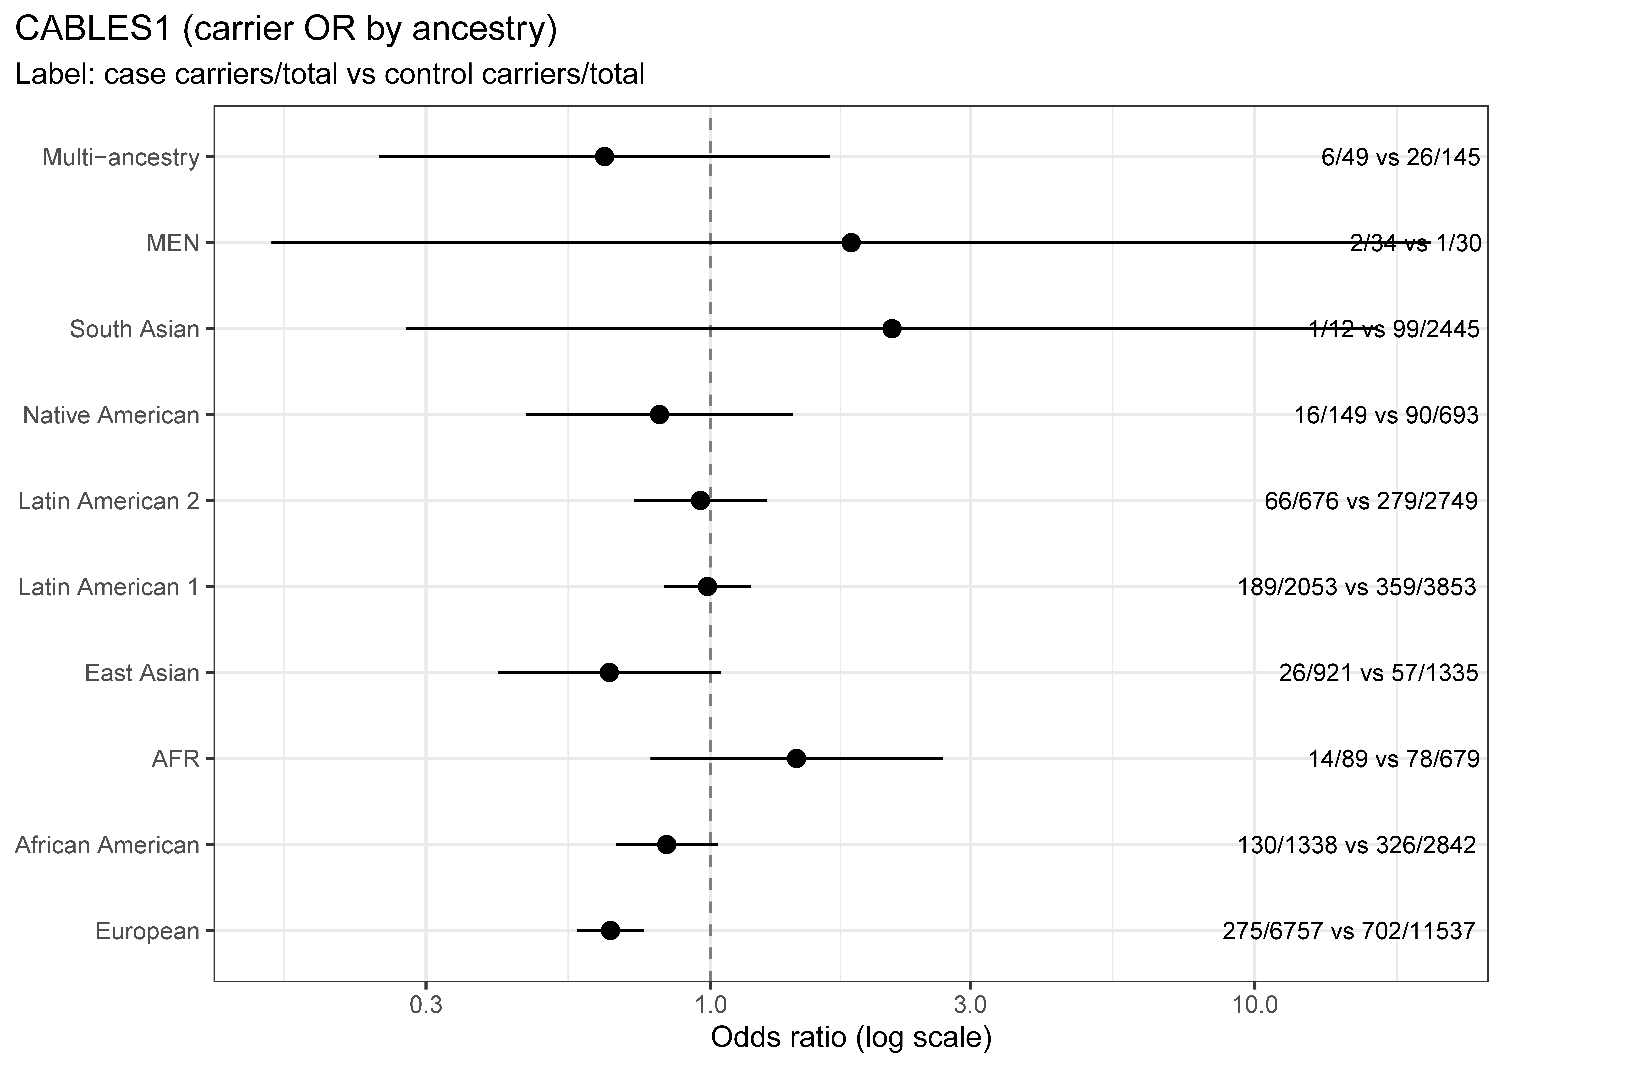 CABLES1 (carrier OR by ancestry)
Label: case carriers/total vs control carriers/total
Multi−ancestry 6/49 vs 26/145
MEN 2/34 vs 1/30
South Asian 1/12 vs 99/2445
Native American 16/149 vs 90/693
Latin American 2 66/676 vs 279/2749
Latin American 1 189/2053 vs 359/3853
East Asian 26/921 vs 57/1335
AFR 14/89 vs 78/679
African American 130/1338 vs 326/2842
European 275/6757 vs 702/11537
0.3 1.0 3.0 10.0
Odds ratio (log scale)